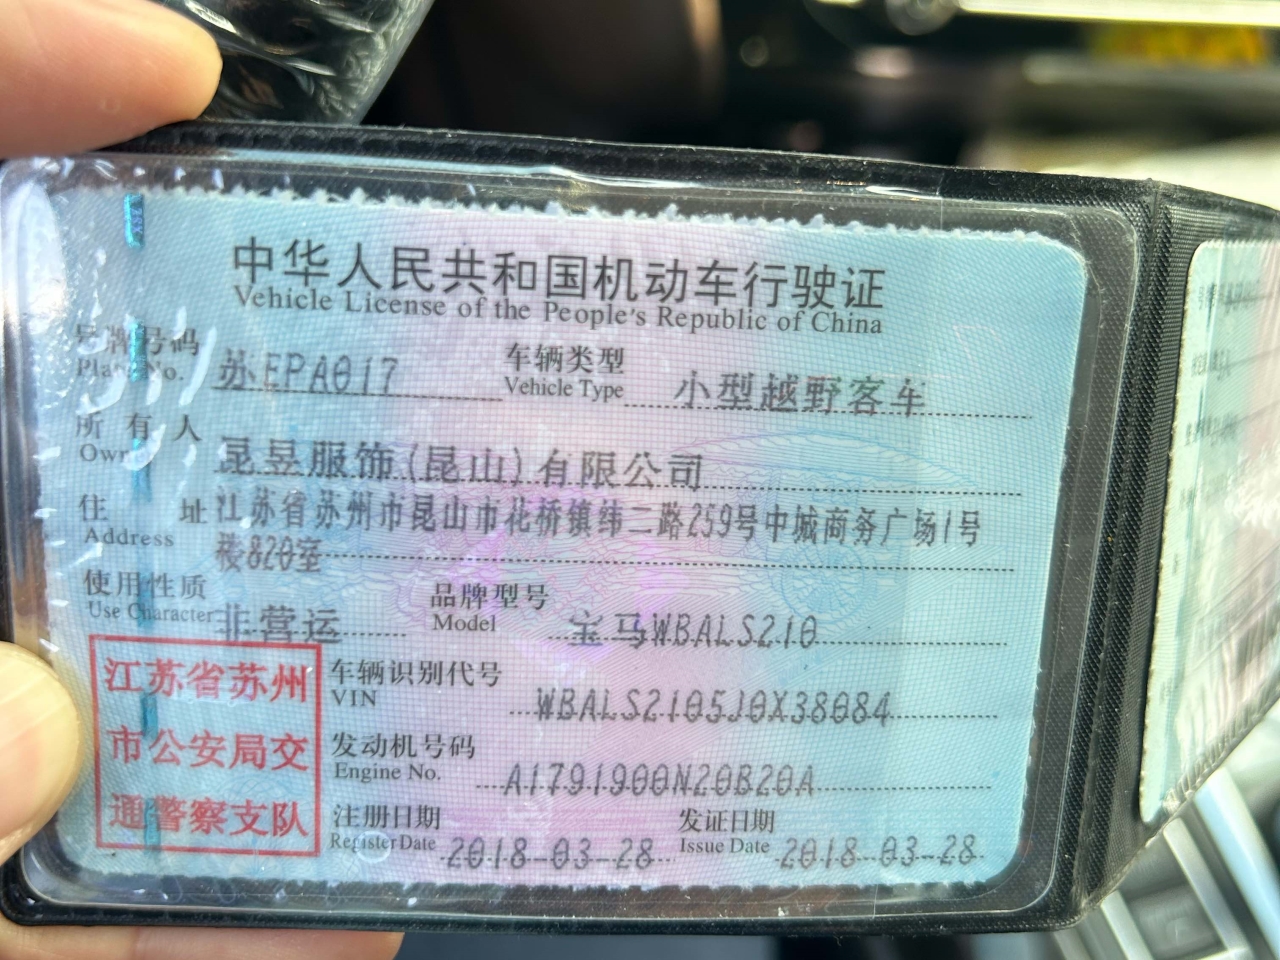 中华人民共和国机动车行驶证
Vehicle License of the People's Republic of China
号牌号码 苏EPA017 车辆类型 小型越野客车
Plate No. Vehicle Type
所有人 昆昱服饰(昆山)有限公司
Owner
住址 江苏省苏州市昆山市花桥镇纬二路259号中城商务广场1号
Address 楼820室
使用性质 非营运 品牌型号 宝马WBALS210
Use Character Model
江苏省苏州
市公安局交
通警察支队
车辆识别代号 WBALS2105J0X38084
VIN
发动机号码 A1791900N20B20A
Engine No.
注册日期 2018-03-28 发证日期 2018-03-28
Register Date Issue Date